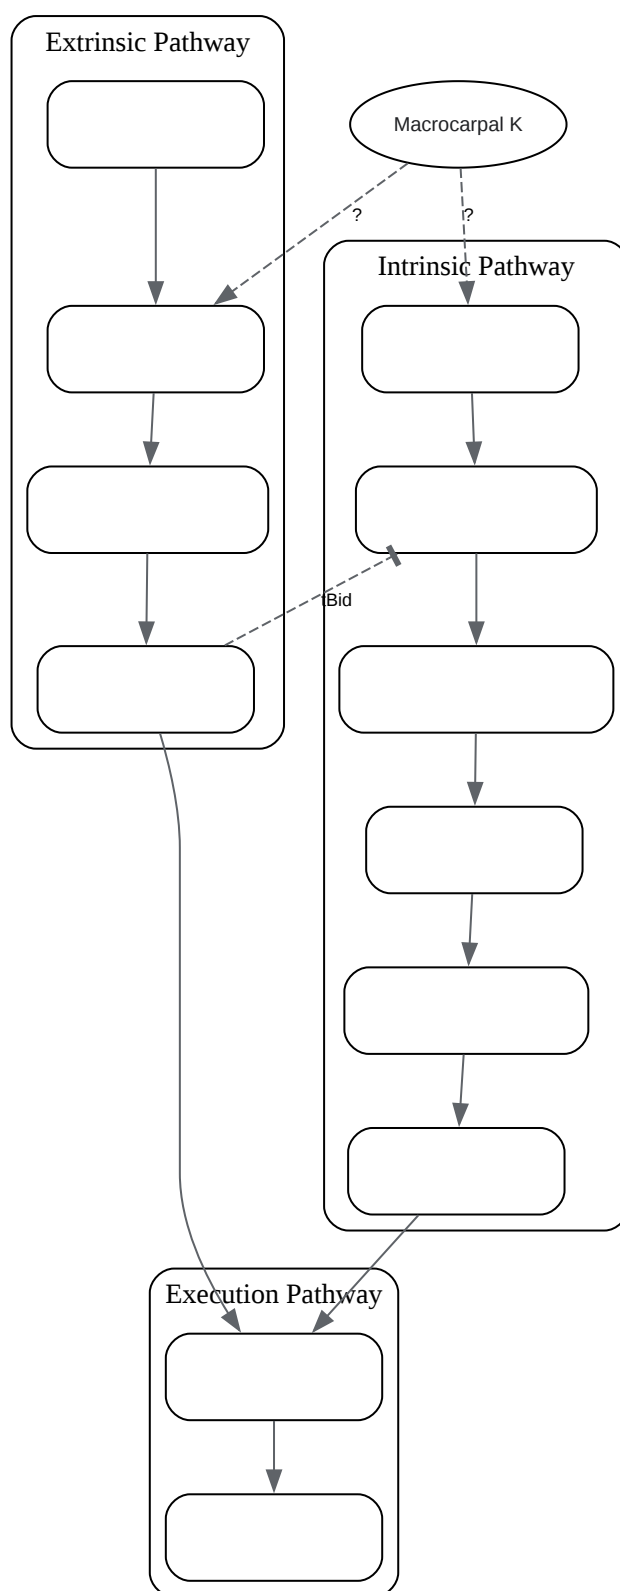 Extrinsic Pathway
Macrocarpal K
?
?
Intrinsic Pathway
tBid
Execution Pathway